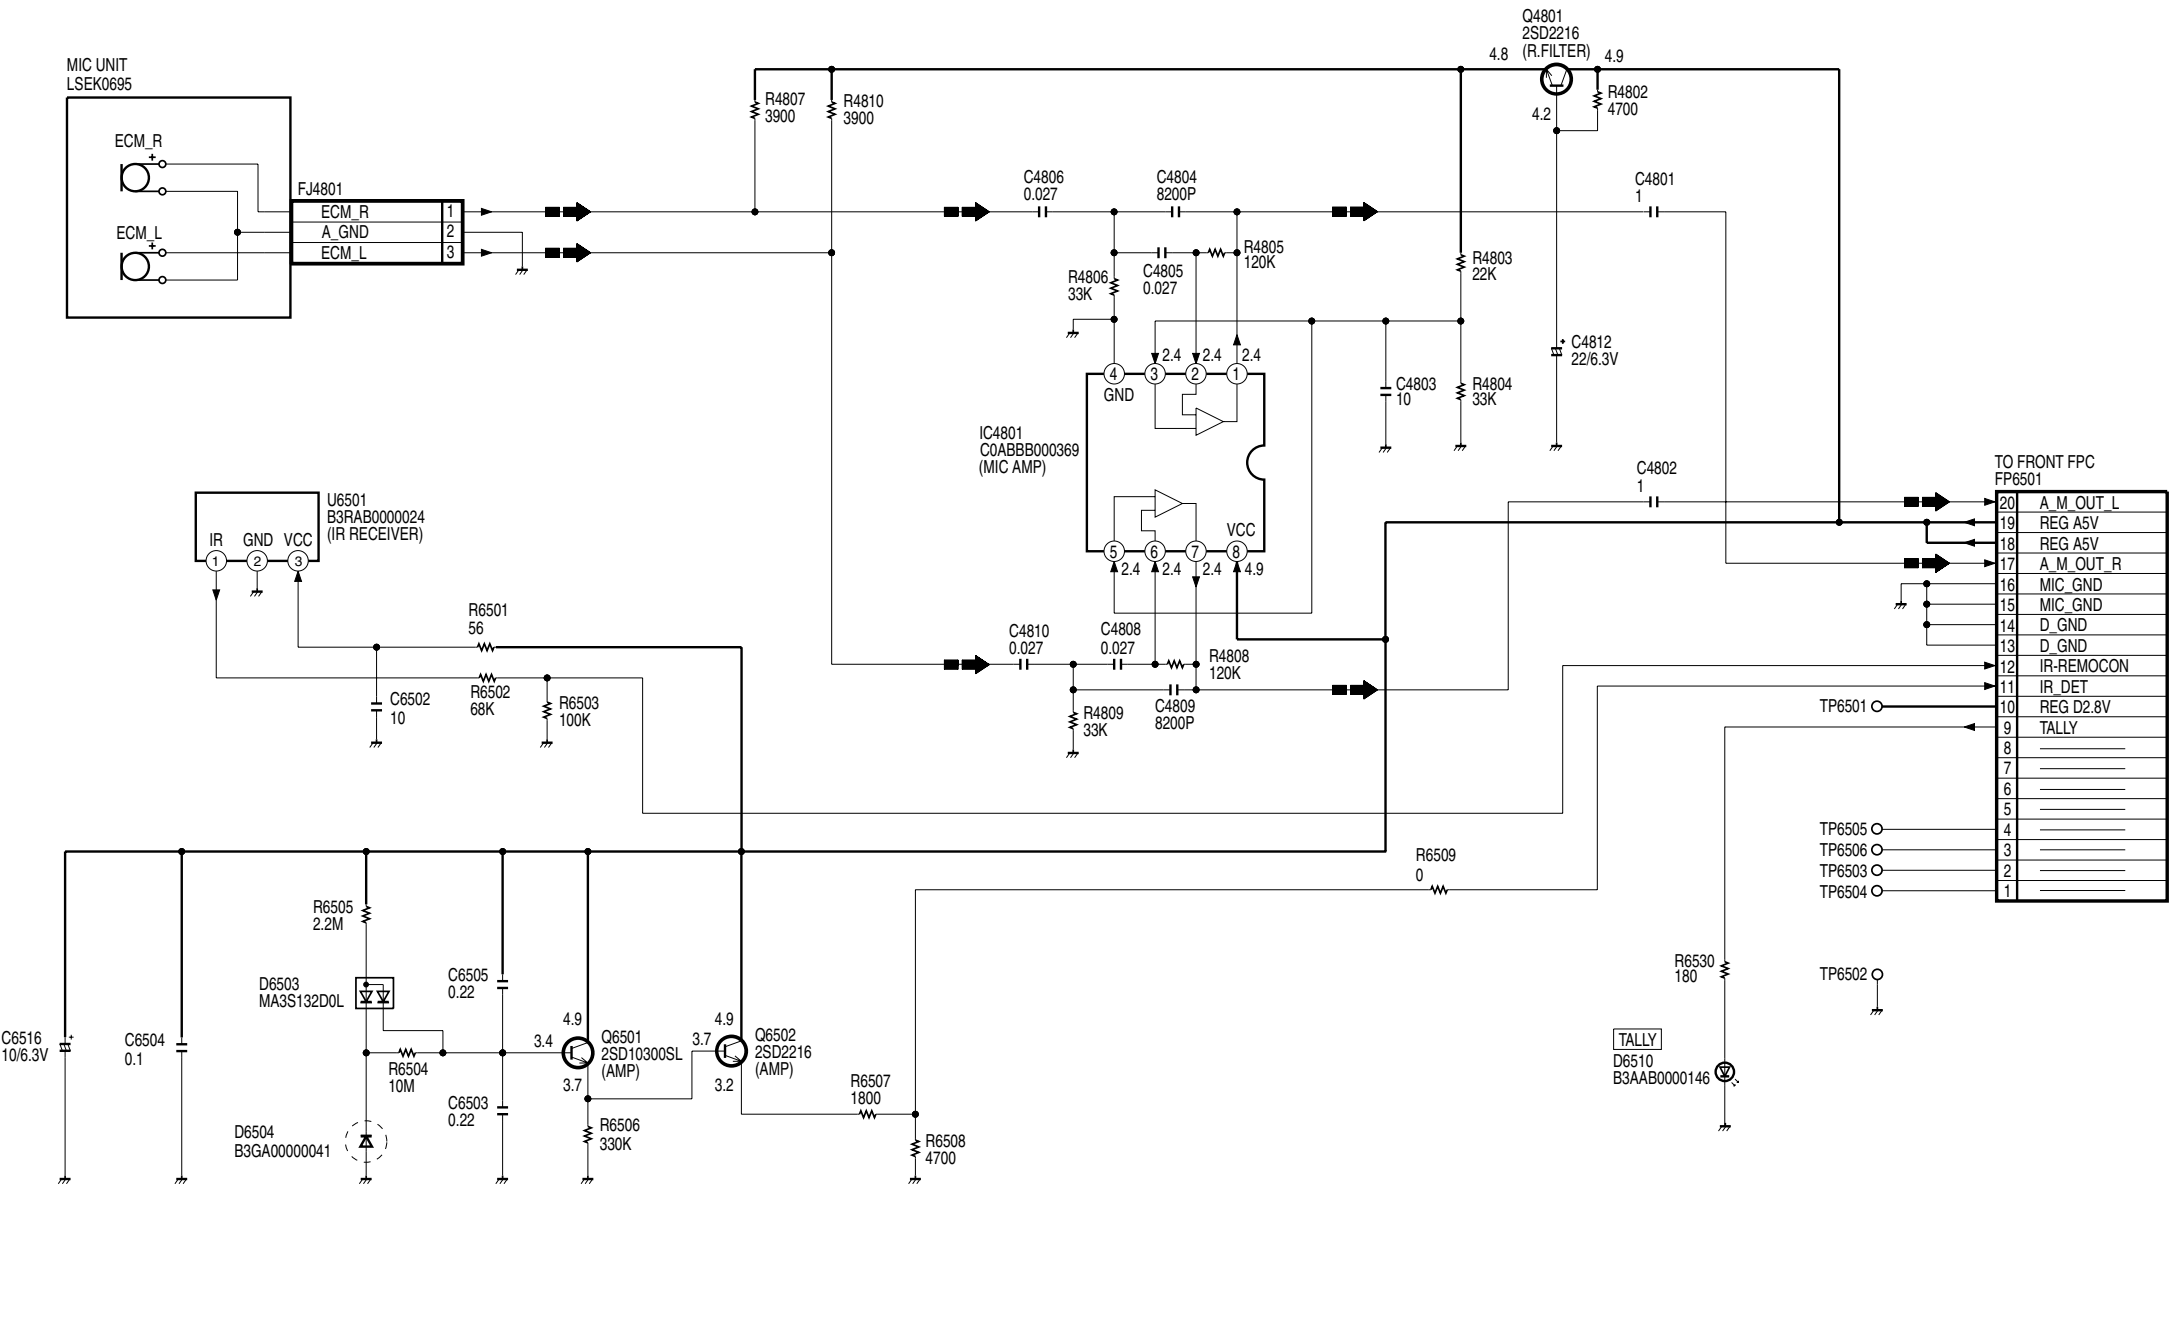 MIC UNIT
LSEK0695
ECM_R
+
ECM_L
+
FJ4801
ECM_R 1
A_GND 2
ECM_L 3
R4807
3900
R4810
3900
Q4801
2SD2216
(R.FILTER)
4.8
4.9
4.2
R4802
4700
C4806
0.027
C4804
8200P
C4801
1
C4805
0.027
R4805
120K
R4806
33K
R4803
22K
C4812
22/6.3V
+
C4803
10
R4804
33K
2.4
2.4
2.4
4 3 2 1
GND
IC4801
C0ABBB000369
(MIC AMP)
VCC
5 6 7 8
2.4
2.4
2.4
4.9
C4802
1
C4810
0.027
C4808
0.027
R4808
120K
R4809
33K
C4809
8200P
U6501
B3RAB0000024
(IR RECEIVER)
IR GND VCC
1 2 3
R6501
56
C6502
10
R6502
68K
R6503
100K
TO FRONT FPC
FP6501
20 A_M_OUT_L
19 REG A5V
18 REG A5V
17 A_M_OUT_R
16 MIC_GND
15 MIC_GND
14 D_GND
13 D_GND
12 IR-REMOCON
11 IR_DET
10 REG D2.8V
9 TALLY
8
7
6
5
4
3
2
1
TP6501
TP6505
TP6506
TP6503
TP6504
TP6502
R6509
0
R6530
180
TALLY
D6510
B3AAB0000146
C6516
10/6.3V
+
C6504
0.1
R6505
2.2M
D6503
MA3S132D0L
R6504
10M
D6504
B3GA00000041
C6505
0.22
C6503
0.22
4.9
3.4
3.7
Q6501
2SD10300SL
(AMP)
R6506
330K
4.9
3.7
3.2
Q6502
2SD2216
(AMP)
R6507
1800
R6508
4700